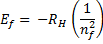 E_f = −R_H (1/n_f^2)